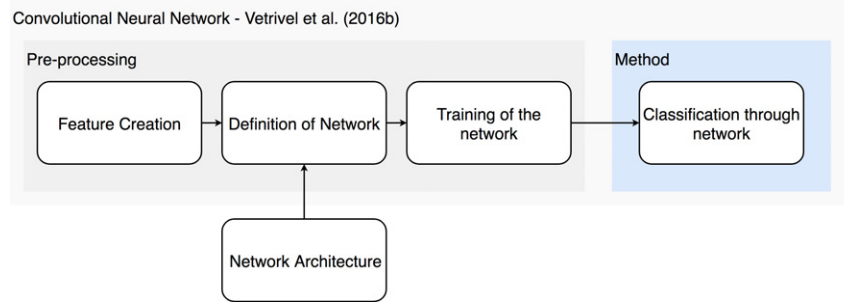 Convolutional Neural Network - Vetrivel et al. (2016b)
Pre-processing
Method
Feature Creation
Definition of Network
Training of the
network
Classification through
network
Network Architecture